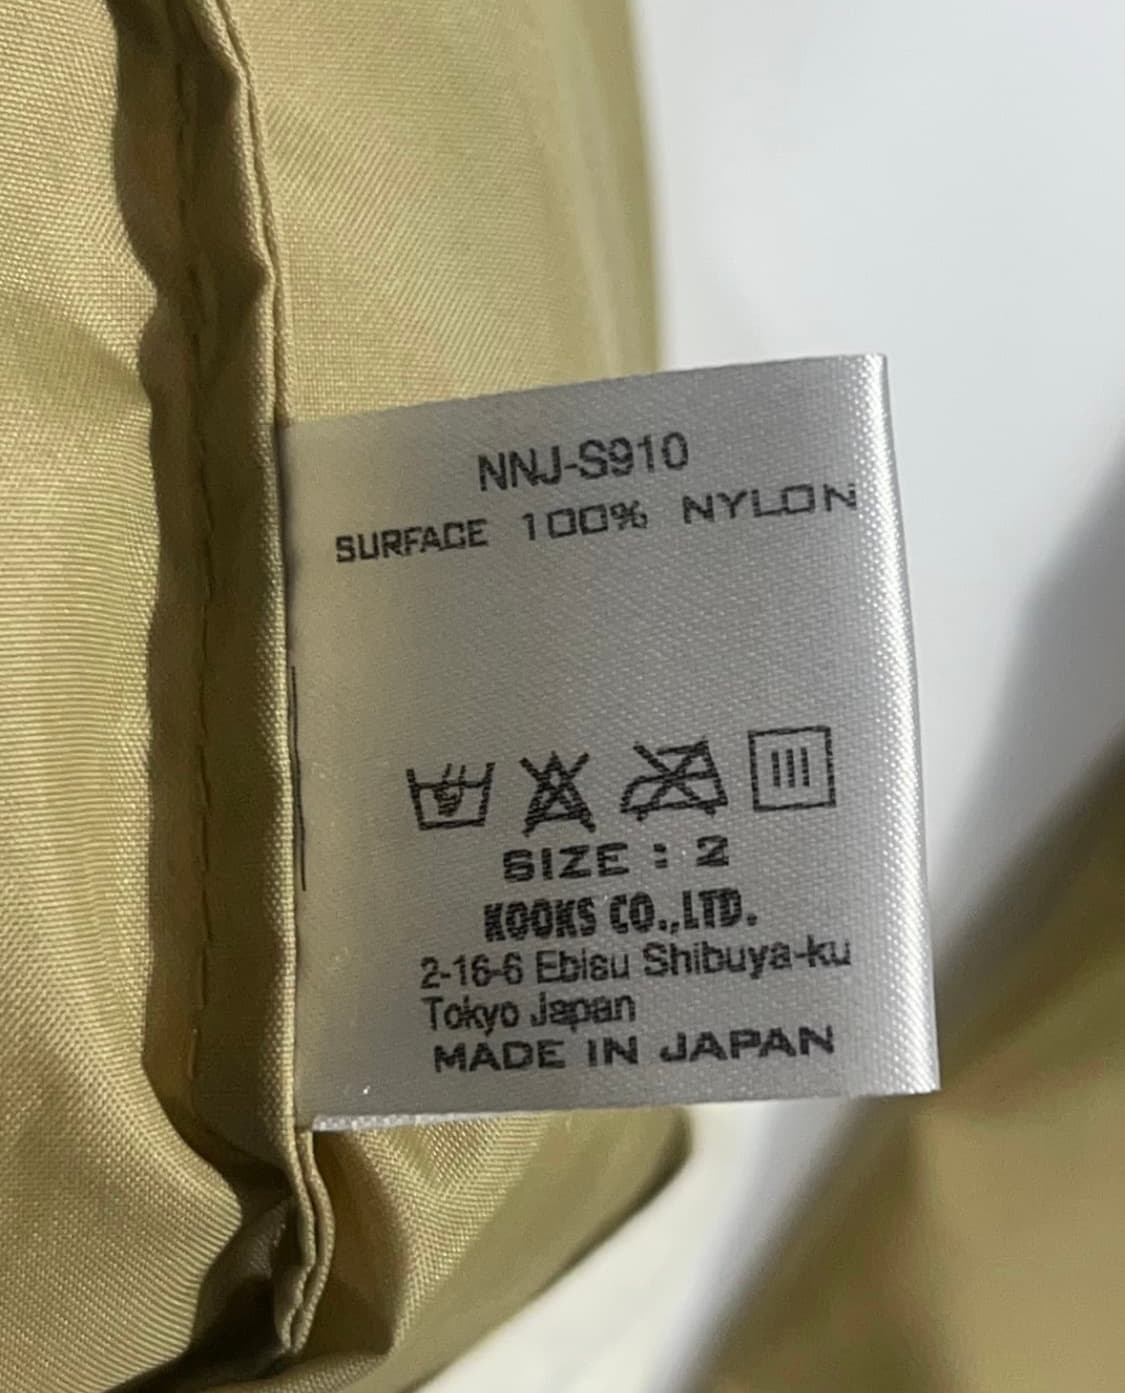 NNJ-S910
SURFACE 100% NYLON
SIZE : 2
KOOKS CO.,LTD.
2-16-6 Ebisu Shibuya-ku
Tokyo Japan
MADE IN JAPAN